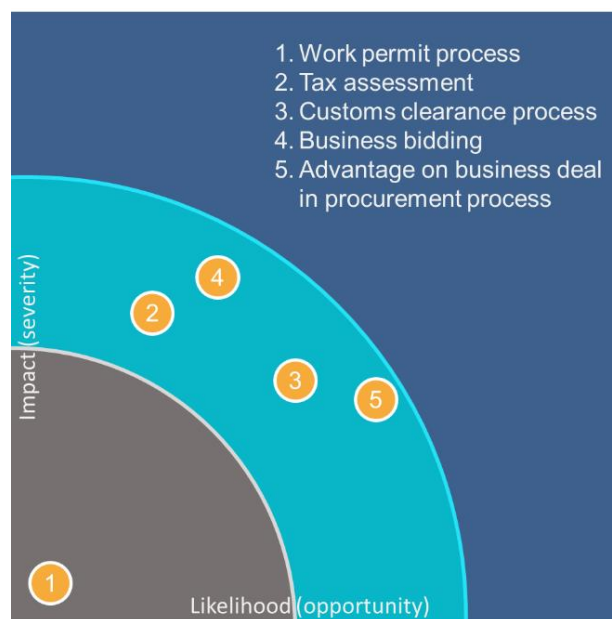 1. Work permit process
2. Tax assessment
3. Customs clearance process
4. Business bidding
5. Advantage on business deal
in procurement process
4
2
3
5
1
Impact (severity)
Likelihood (opportunity)